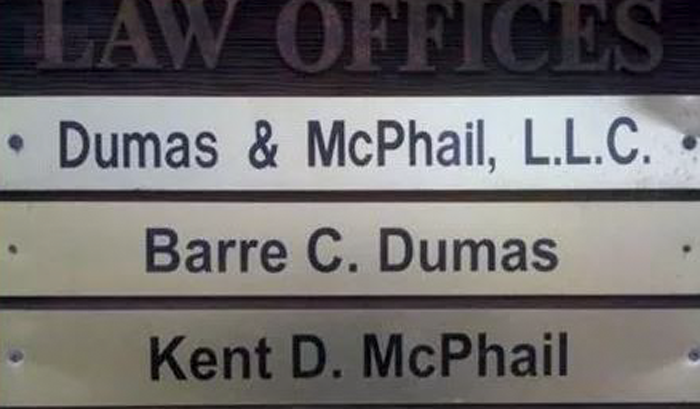 LAW OFFICES
Dumas & McPhail, L.L.C.
Barre C. Dumas
Kent D. McPhail